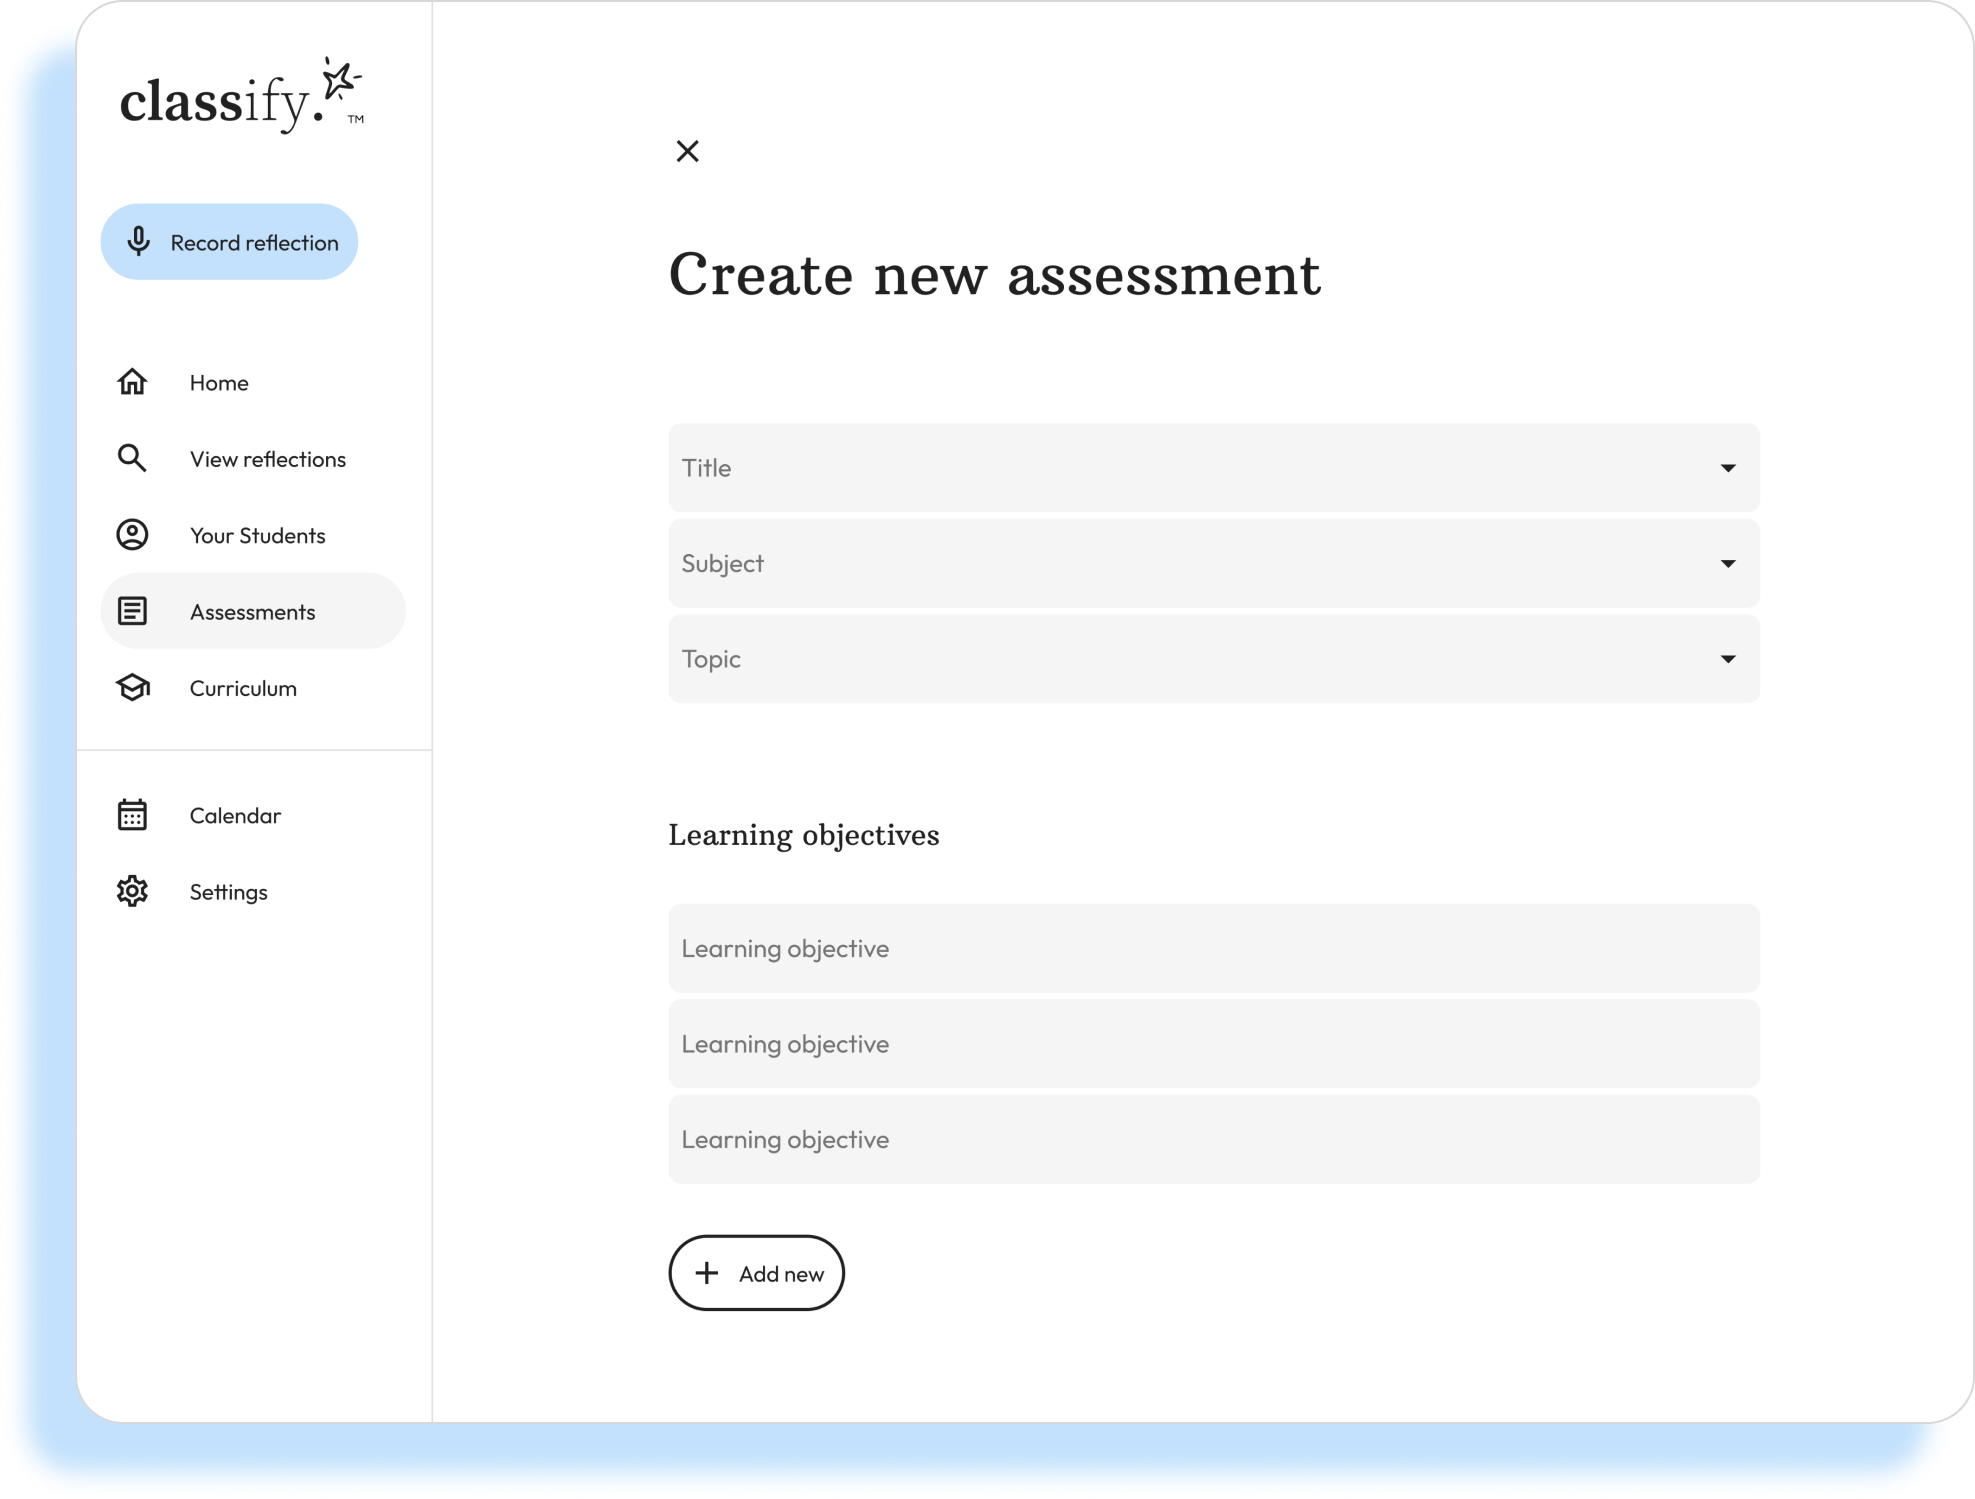 classify.™
Record reflection
Home
View reflections
Your Students
Assessments
Curriculum
Calendar
Settings
Create new assessment
Title
Subject
Topic
Learning objectives
Learning objective
Learning objective
Learning objective
Add new